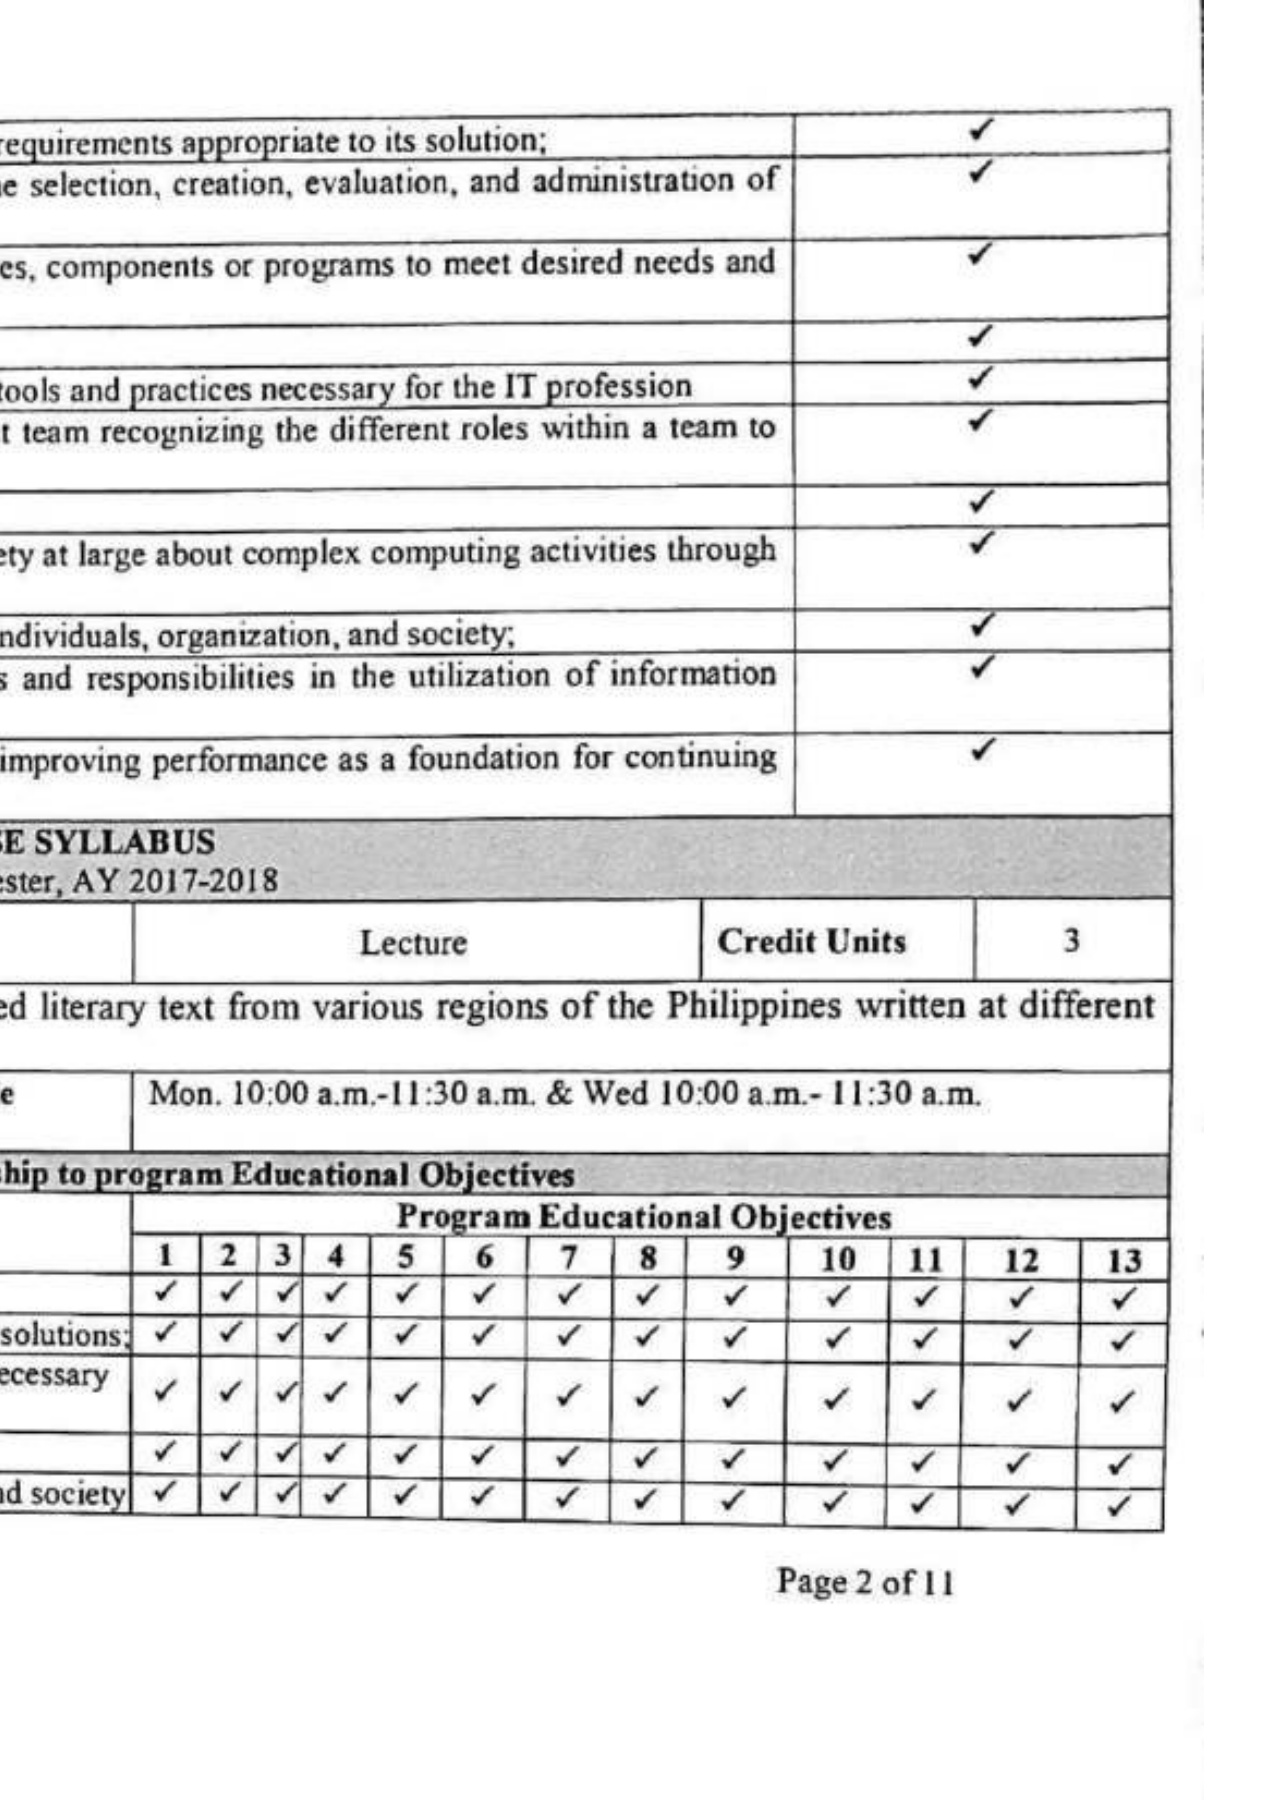 requirements appropriate to its solution; ✓
e selection, creation, evaluation, and administration of ✓
es, components or programs to meet desired needs and ✓
✓
tools and practices necessary for the IT profession ✓
t team recognizing the different roles within a team to ✓
✓
ety at large about complex computing activities through ✓
ndividuals, organization, and society; ✓
s and responsibilities in the utilization of information ✓
improving performance as a foundation for continuing ✓
SE SYLLABUS
ester, AY 2017-2018
Lecture Credit Units 3
ed literary text from various regions of the Philippines written at different
e Mon. 10:00 a.m.-11:30 a.m. & Wed 10:00 a.m.- 11:30 a.m.
hip to program Educational Objectives
Program Educational Objectives
1 2 3 4 5 6 7 8 9 10 11 12 13
✓ ✓ ✓ ✓ ✓ ✓ ✓ ✓ ✓ ✓ ✓ ✓ ✓
solutions; ✓ ✓ ✓ ✓ ✓ ✓ ✓ ✓ ✓ ✓ ✓ ✓ ✓
ecessary ✓ ✓ ✓ ✓ ✓ ✓ ✓ ✓ ✓ ✓ ✓ ✓ ✓
✓ ✓ ✓ ✓ ✓ ✓ ✓ ✓ ✓ ✓ ✓ ✓ ✓
nd society ✓ ✓ ✓ ✓ ✓ ✓ ✓ ✓ ✓ ✓ ✓ ✓ ✓
Page 2 of 11